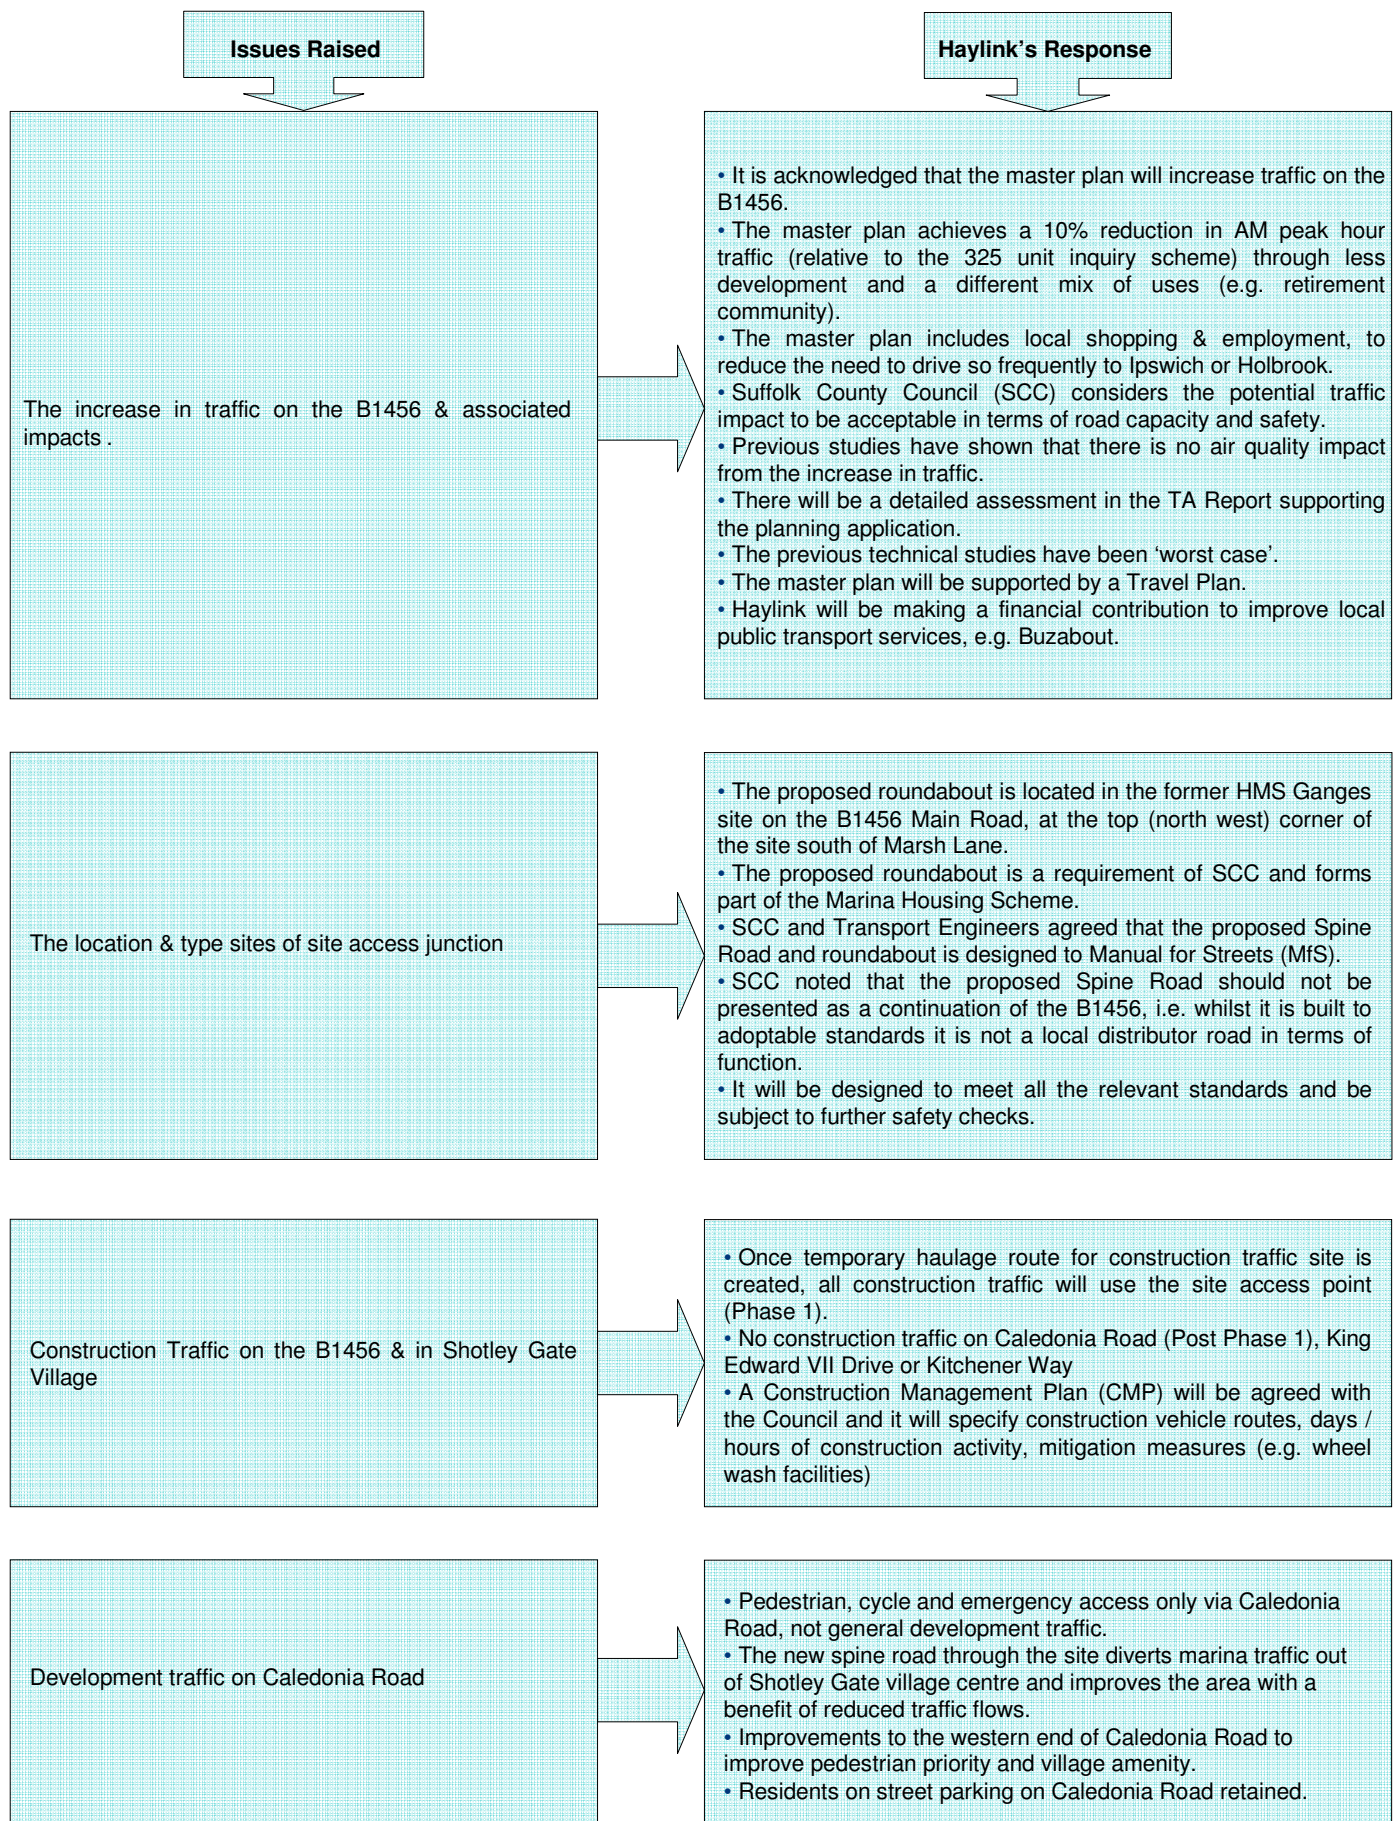 Issues Raised
Haylink's Response
The increase in traffic on the B1456 & associated
impacts .
• It is acknowledged that the master plan will increase traffic on the
B1456.
• The master plan achieves a 10% reduction in AM peak hour
traffic (relative to the 325 unit inquiry scheme) through less
development and a different mix of uses (e.g. retirement
community).
• The master plan includes local shopping & employment, to
reduce the need to drive so frequently to Ipswich or Holbrook.
• Suffolk County Council (SCC) considers the potential traffic
impact to be acceptable in terms of road capacity and safety.
• Previous studies have shown that there is no air quality impact
from the increase in traffic.
• There will be a detailed assessment in the TA Report supporting
the planning application.
• The previous technical studies have been ‘worst case’.
• The master plan will be supported by a Travel Plan.
• Haylink will be making a financial contribution to improve local
public transport services, e.g. Buzabout.
The location & type sites of site access junction
• The proposed roundabout is located in the former HMS Ganges
site on the B1456 Main Road, at the top (north west) corner of
the site south of Marsh Lane.
• The proposed roundabout is a requirement of SCC and forms
part of the Marina Housing Scheme.
• SCC and Transport Engineers agreed that the proposed Spine
Road and roundabout is designed to Manual for Streets (MfS).
• SCC noted that the proposed Spine Road should not be
presented as a continuation of the B1456, i.e. whilst it is built to
adoptable standards it is not a local distributor road in terms of
function.
• It will be designed to meet all the relevant standards and be
subject to further safety checks.
Construction Traffic on the B1456 & in Shotley Gate
Village
• Once temporary haulage route for construction traffic site is
created, all construction traffic will use the site access point
(Phase 1).
• No construction traffic on Caledonia Road (Post Phase 1), King
Edward VII Drive or Kitchener Way
• A Construction Management Plan (CMP) will be agreed with
the Council and it will specify construction vehicle routes, days /
hours of construction activity, mitigation measures (e.g. wheel
wash facilities)
Development traffic on Caledonia Road
• Pedestrian, cycle and emergency access only via Caledonia
Road, not general development traffic.
• The new spine road through the site diverts marina traffic out
of Shotley Gate village centre and improves the area with a
benefit of reduced traffic flows.
• Improvements to the western end of Caledonia Road to
improve pedestrian priority and village amenity.
• Residents on street parking on Caledonia Road retained.